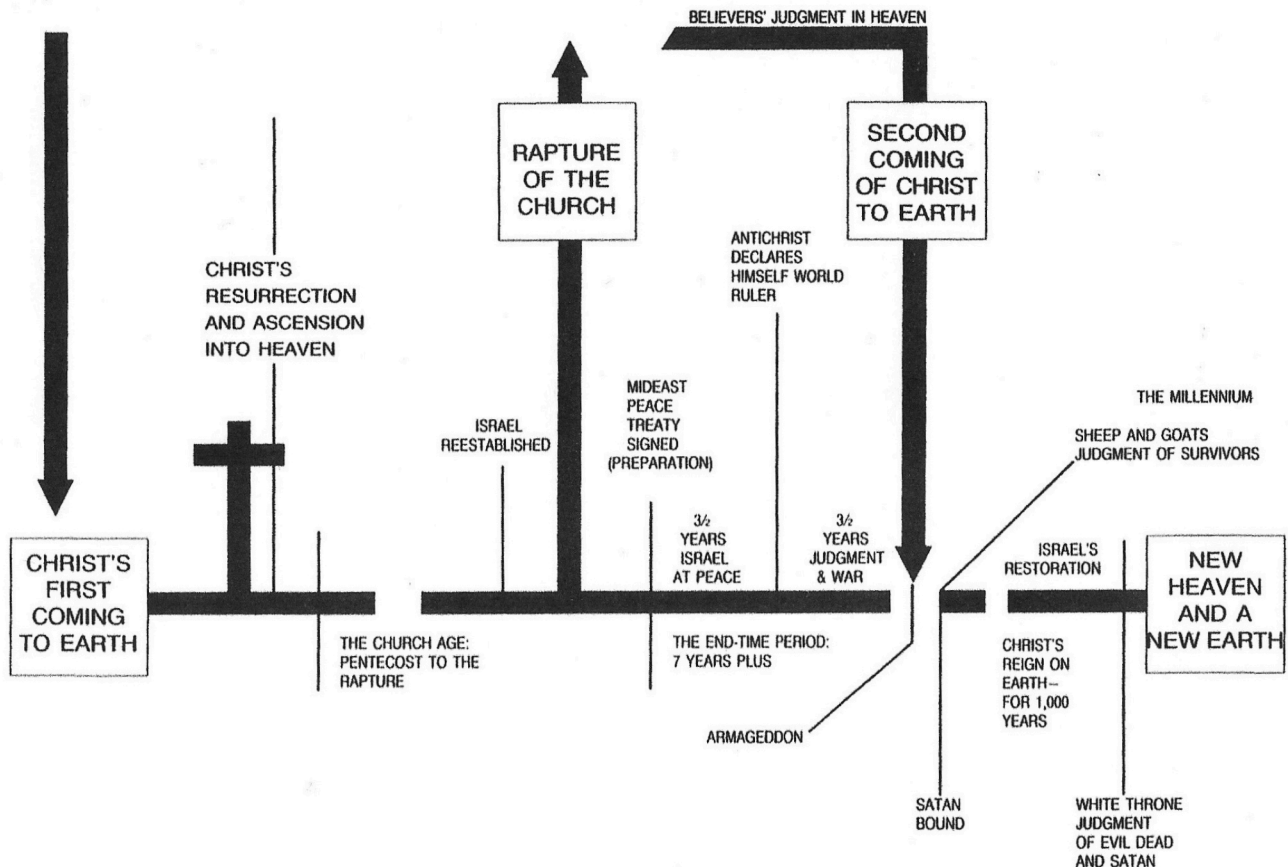 BELIEVERS' JUDGMENT IN HEAVEN
RAPTURE
OF THE
CHURCH
SECOND
COMING
OF CHRIST
TO EARTH
ANTICHRIST
DECLARES
HIMSELF WORLD
RULER
CHRIST'S
RESURRECTION
AND ASCENSION
INTO HEAVEN
MIDEAST
PEACE
TREATY
SIGNED
(PREPARATION)
ISRAEL
REESTABLISHED
THE MILLENNIUM
SHEEP AND GOATS
JUDGMENT OF SURVIVORS
3½
YEARS
ISRAEL
AT PEACE
3½
YEARS
JUDGMENT
& WAR
CHRIST'S
FIRST
COMING
TO EARTH
ISRAEL'S
RESTORATION
NEW
HEAVEN
AND A
NEW EARTH
THE CHURCH AGE:
PENTECOST TO THE
RAPTURE
THE END-TIME PERIOD:
7 YEARS PLUS
CHRIST'S
REIGN ON
EARTH—
FOR 1,000
YEARS
ARMAGEDDON
SATAN
BOUND
WHITE THRONE
JUDGMENT
OF EVIL DEAD
AND SATAN